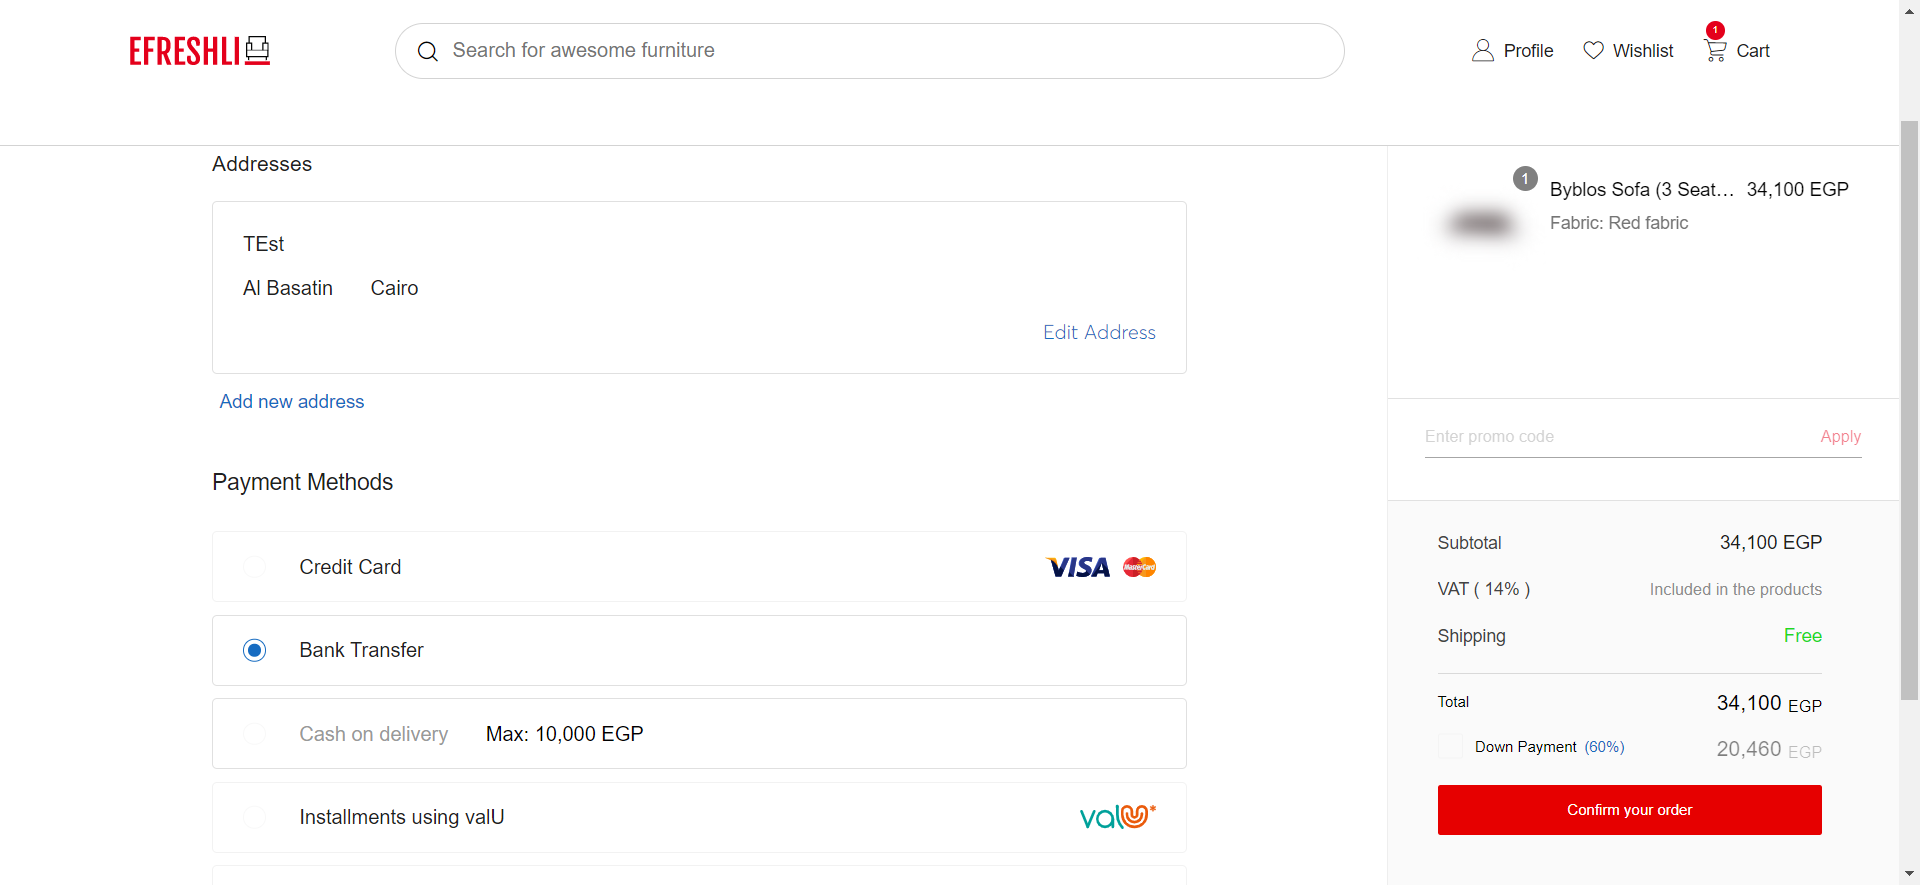 EFRESHLI
Search for awesome furniture
Profile
Wishlist
1
Cart
Addresses
TEst
Al Basatin Cairo
Edit Address
Add new address
Payment Methods
Credit Card
VISA MasterCard
Bank Transfer
Cash on delivery Max: 10,000 EGP
Installments using valU
valU*
1
Byblos Sofa (3 Seat... 34,100 EGP
Fabric: Red fabric
Enter promo code Apply
Subtotal 34,100 EGP
VAT ( 14% ) Included in the products
Shipping Free
Total 34,100 EGP
Down Payment (60%) 20,460 EGP
Confirm your order